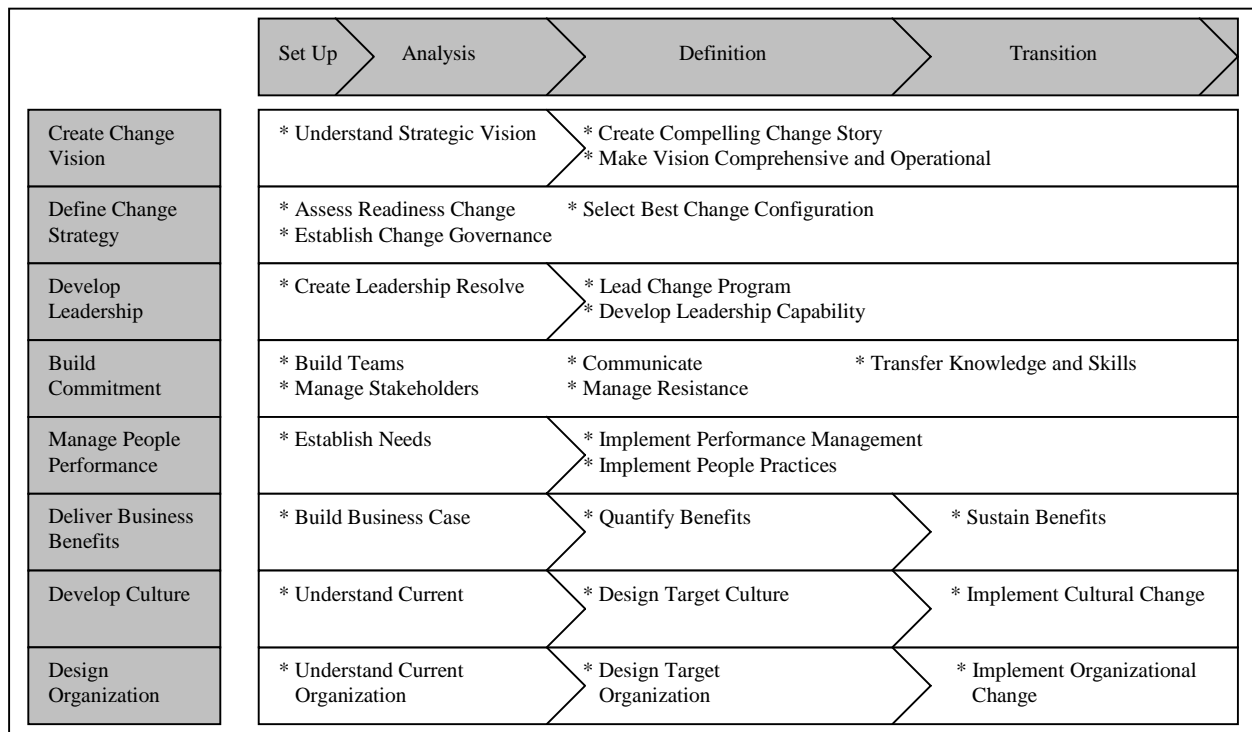 Set Up Analysis Definition Transition
Create Change
Vision
* Understand Strategic Vision
* Create Compelling Change Story
* Make Vision Comprehensive and Operational
Define Change
Strategy
* Assess Readiness Change
* Establish Change Governance
* Select Best Change Configuration
Develop
Leadership
* Create Leadership Resolve
* Lead Change Program
* Develop Leadership Capability
Build
Commitment
* Build Teams
* Manage Stakeholders
* Communicate
* Manage Resistance
* Transfer Knowledge and Skills
Manage People
Performance
* Establish Needs
* Implement Performance Management
* Implement People Practices
Deliver Business
Benefits
* Build Business Case
* Quantify Benefits
* Sustain Benefits
Develop Culture
* Understand Current
* Design Target Culture
* Implement Cultural Change
Design
Organization
* Understand Current
Organization
* Design Target
Organization
* Implement Organizational
Change